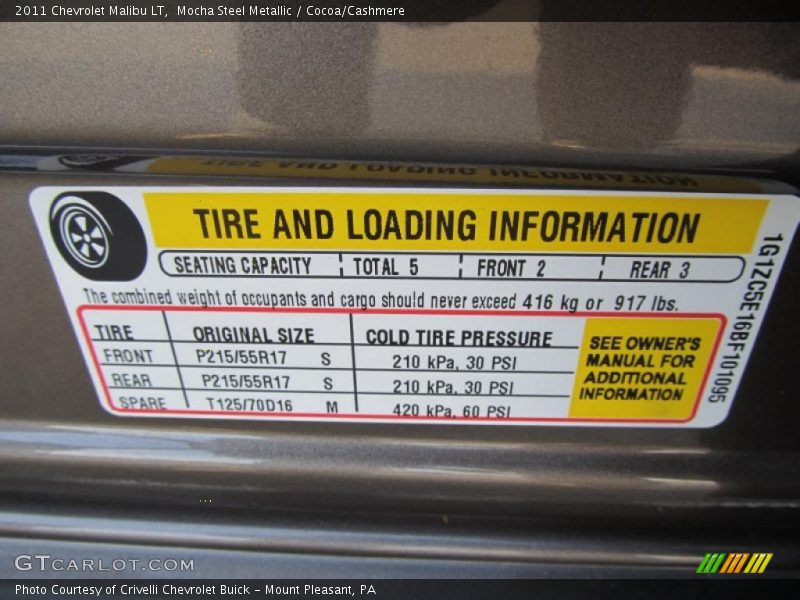 2011 Chevrolet Malibu LT, Mocha Steel Metallic / Cocoa/Cashmere
TIRE AND LOADING INFORMATION
TIRE AND LOADING INFORMATION
SEATING CAPACITY TOTAL 5 FRONT 2 REAR 3
The combined weight of occupants and cargo should never exceed 416 kg or 917 lbs.
TIRE ORIGINAL SIZE COLD TIRE PRESSURE
FRONT P215/55R17 S 210 kPa, 30 PSI
REAR P215/55R17 S 210 kPa, 30 PSI
SPARE T125/70D16 M 420 kPa, 60 PSI
SEE OWNER'S
MANUAL FOR
ADDITIONAL
INFORMATION
1G1ZC5E16BF101095
GTCARLOT.COM
Photo Courtesy of Crivelli Chevrolet Buick - Mount Pleasant, PA